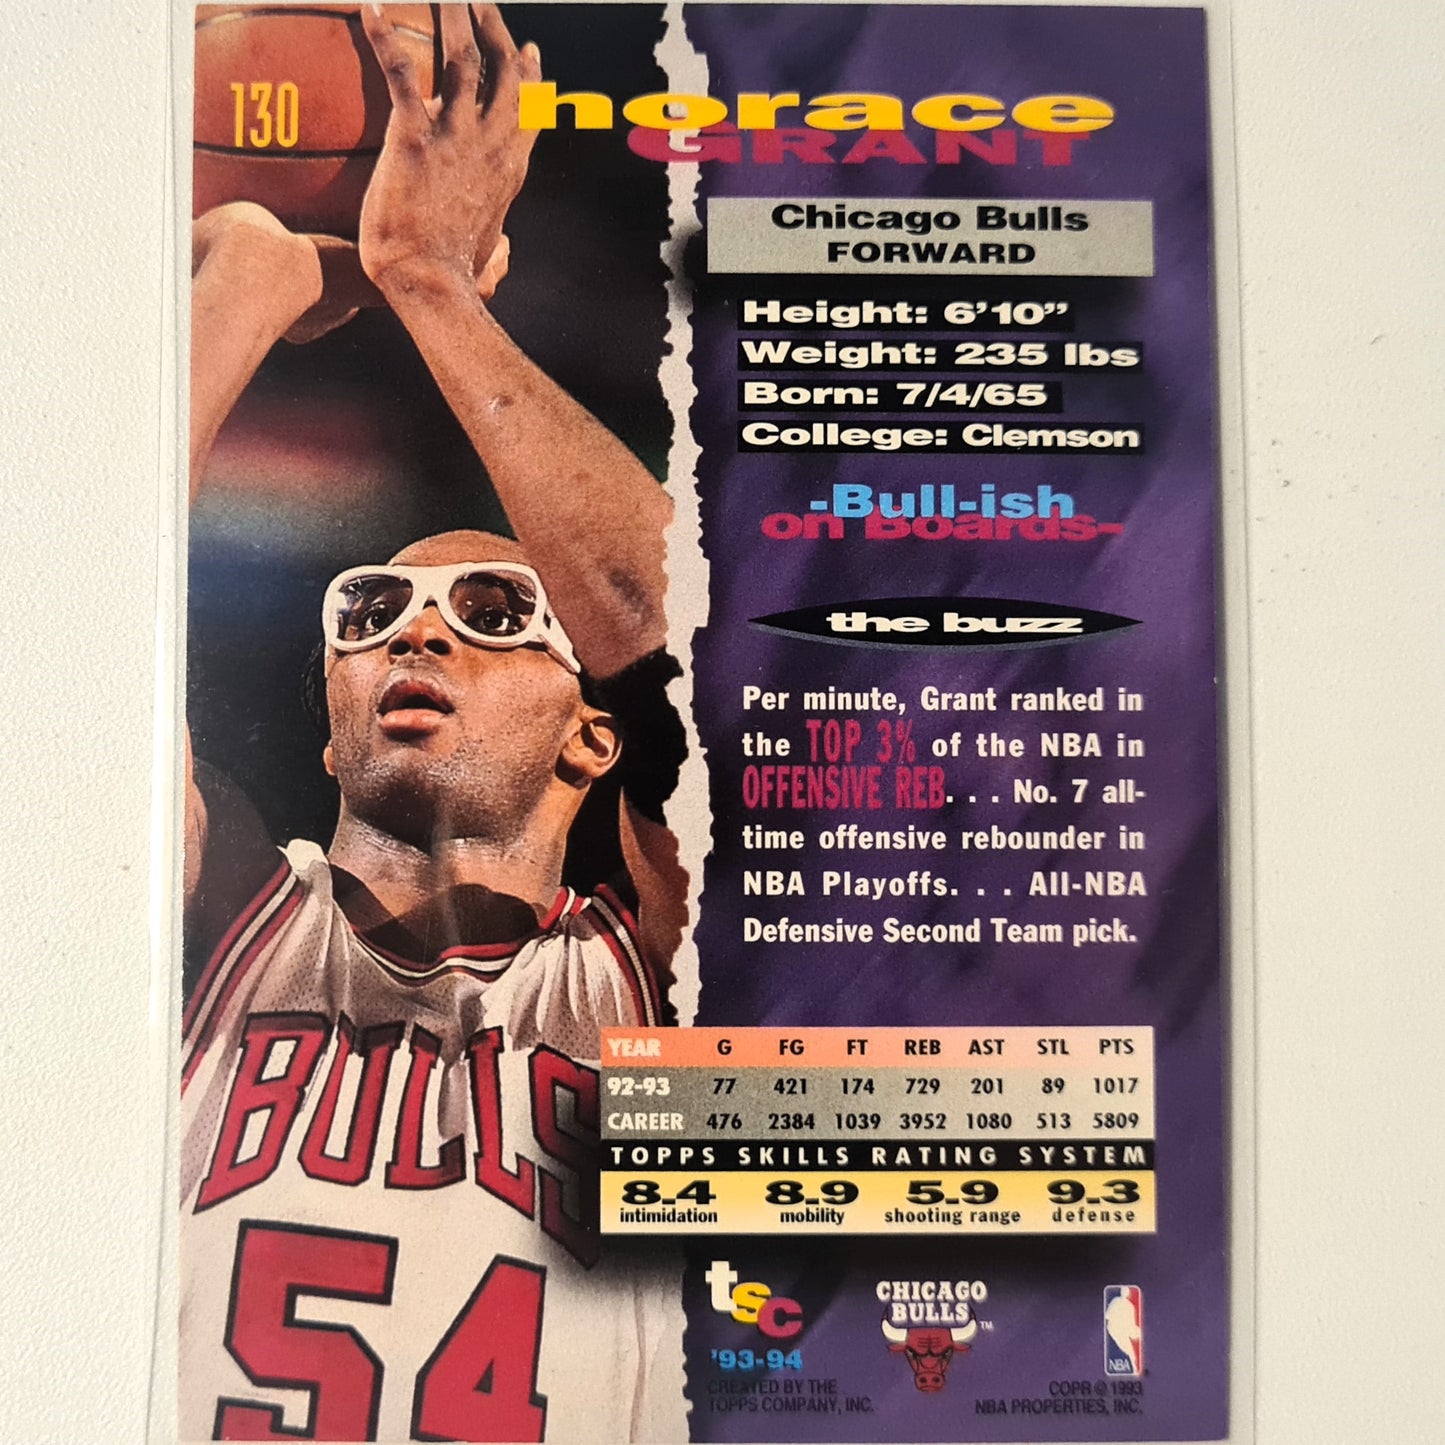 130
horace
GRANT
Chicago Bulls
FORWARD
Height: 6'10"
Weight: 235 lbs
Born: 7/4/65
College: Clemson
-Bull-ish
on Boards-
the buzz
Per minute, Grant ranked in
the TOP 3% of the NBA in
OFFENSIVE REB. . . No. 7 all-
time offensive rebounder in
NBA Playoffs. . . All-NBA
Defensive Second Team pick.
BULLS
54
YEAR G FG FT REB AST STL PTS
92-93 77 421 174 729 201 89 1017
CAREER 476 2384 1039 3952 1080 513 5809
TOPPS SKILLS RATING SYSTEM
8.4 8.9 5.9 9.3
intimidation mobility shooting range defense
tsc
'93-94
CREATED BY THE
TOPPS COMPANY, INC.
CHICAGO
BULLS
TM
NBA
COPR © 1993
NBA PROPERTIES, INC.